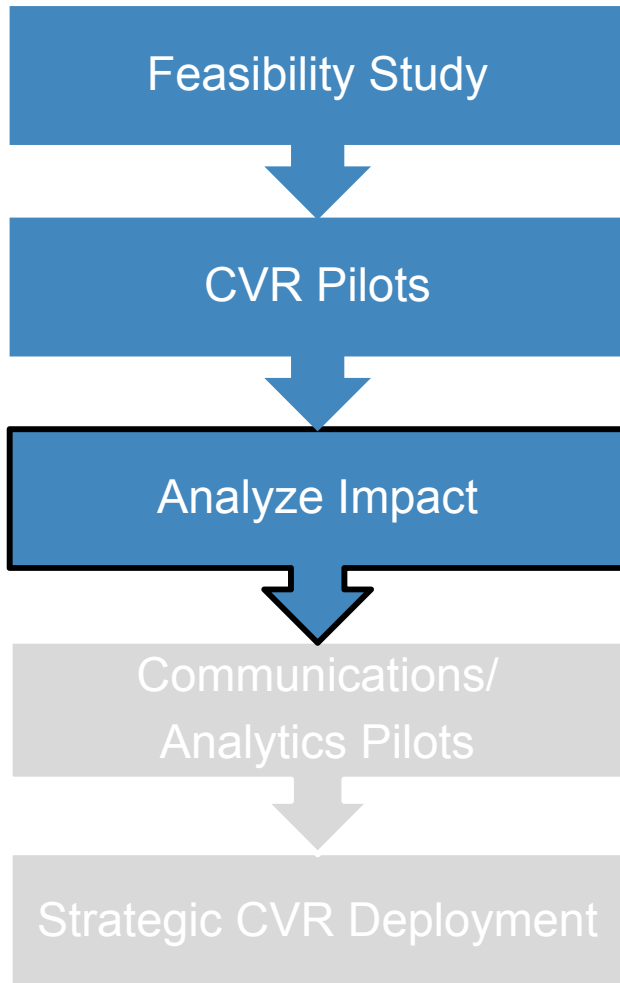 Feasibility Study
CVR Pilots
Analyze Impact
Communications/
Analytics Pilots
Strategic CVR Deployment